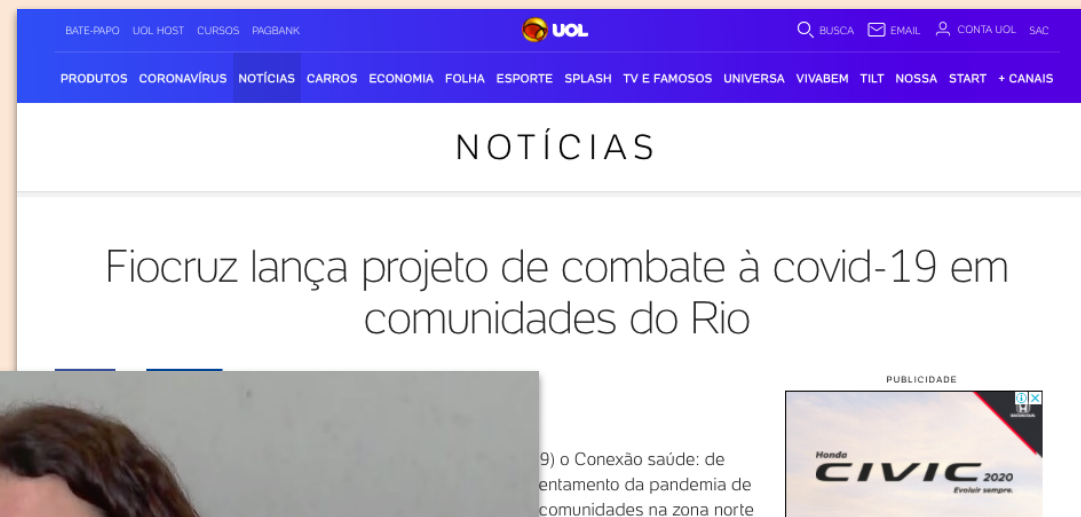 BATE-PAPO UOL HOST CURSOS PAGBANK UOL BUSCA EMAIL CONTA UOL SAC
PRODUTOS CORONAVÍRUS NOTÍCIAS CARROS ECONOMIA FOLHA ESPORTE SPLASH TV E FAMOSOS UNIVERSA VIVABEM TILT NOSSA START + CANAIS
NOTÍCIAS
Fiocruz lança projeto de combate à covid-19 em
comunidades do Rio
PUBLICIDADE
9) o Conexão saúde: de
entamento da pandemia de
comunidades na zona norte
Honda
CIVIC 2020
Evoluir sempre.